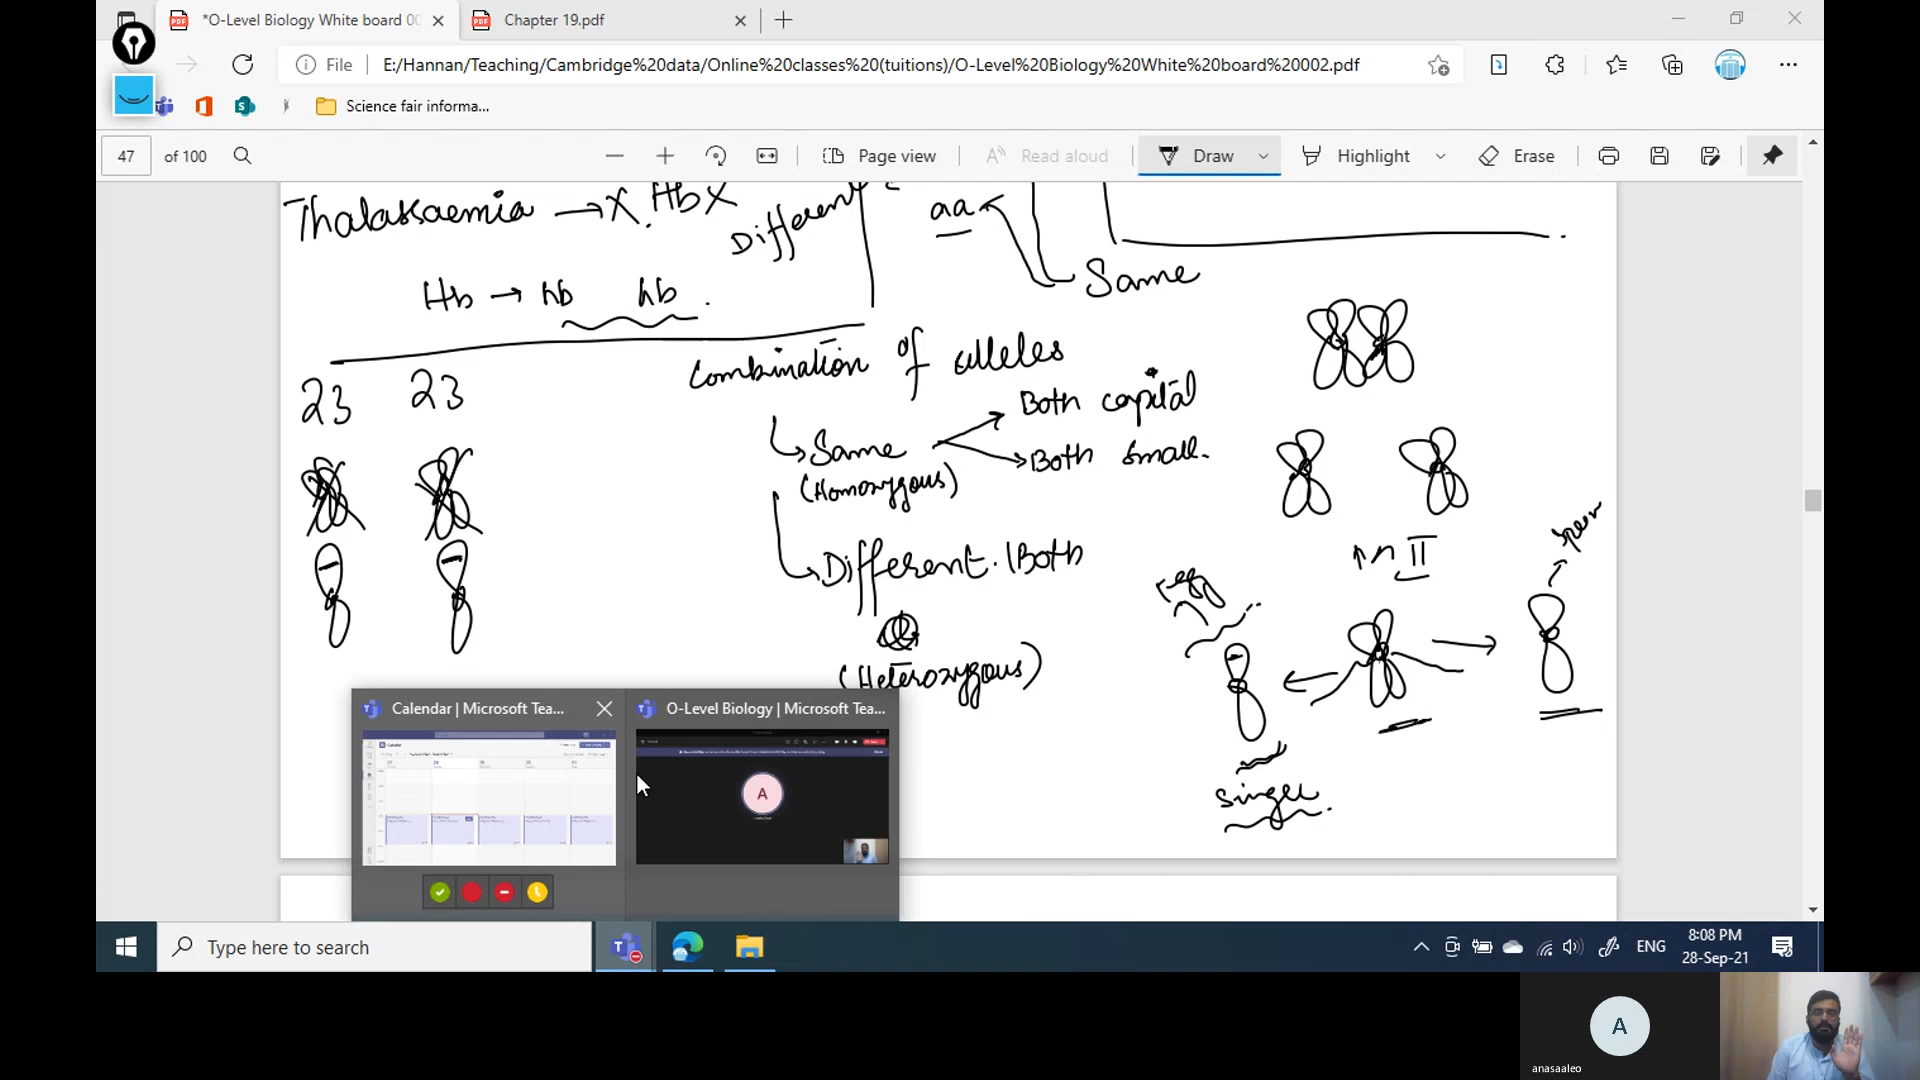 *O-Level Biology White board 00
Chapter 19.pdf
File
E:/Hannan/Teaching/Cambridge%20data/Online%20classes%20(tuitions)/O-Level%20Biology%20White%20board%20002.pdf
Science fair informa...
47
of 100
Page view
Read aloud
Draw
Highlight
Erase
Thalassaemia → X. HbX
Different
aa
Same
Hb → hb hb .
23 23
Combination of alleles
Same
Both capital
Both small.
(Homozygous)
Different. (Both
(Heterozygous)
II
egg
single.
Calendar | Microsoft Tea...
O-Level Biology | Microsoft Tea...
A
Type here to search
ENG
8:08 PM
28-Sep-21
A
anasaaleo